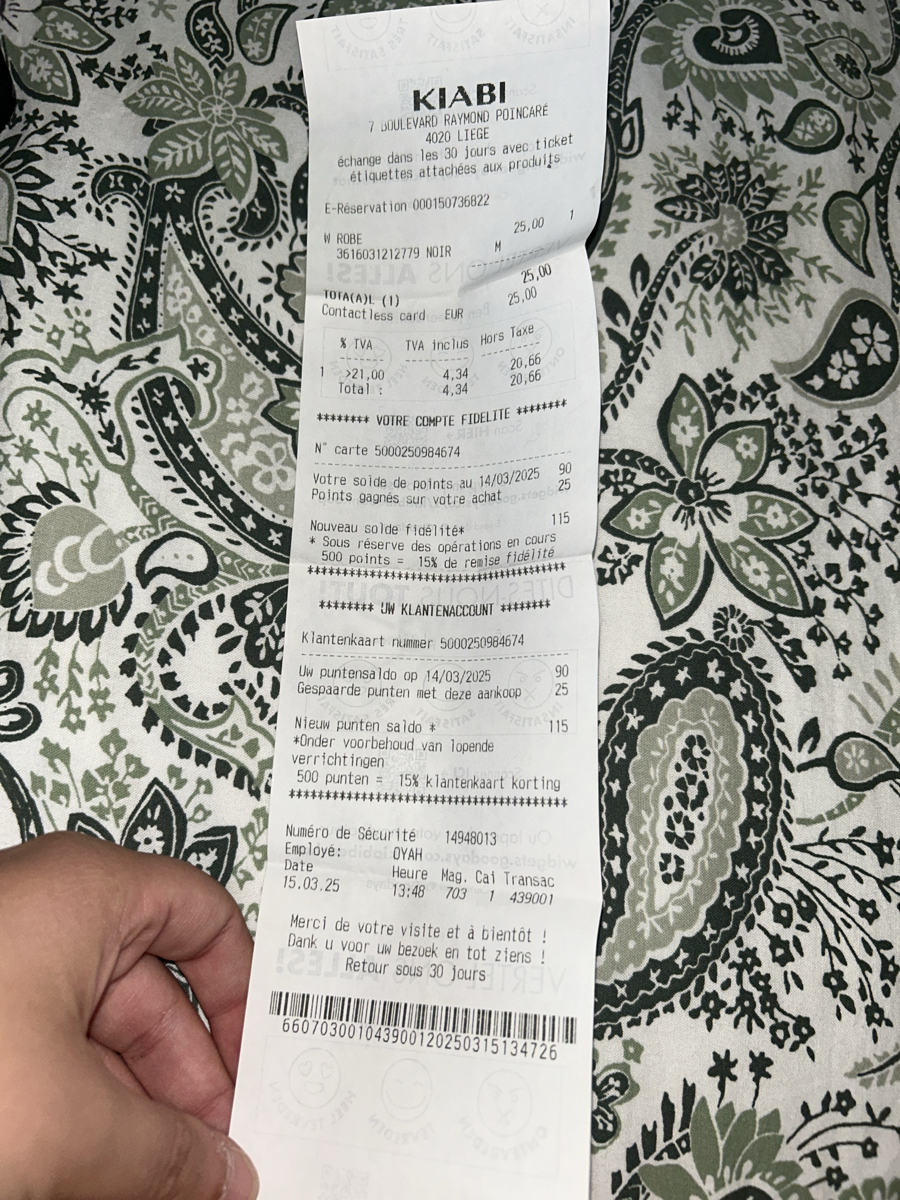 KIABI
7 BOULEVARD RAYMOND POINCARÉ
4020 LIEGE
échange dans les 30 jours avec ticket
étiquettes attachées aux produits
E-Réservation 000150736822
W ROBE 25,00 1
3616031212779 NOIR M
25,00
TOTA(A)L (1)
Contactless card EUR 25,00
% TVA TVA inclus Hors Taxe
1 >21,00 4,34 20,66
Total : 4,34 20,66
******** VOTRE COMPTE FIDELITE ********
N° carte 5000250984674
Votre solde de points au 14/03/2025 90
Points gagnés sur votre achat 25
Nouveau solde fidélité* 115
* Sous réserve des opérations en cours
500 points = 15% de remise fidélité
****************************************
******** UW KLANTENACCOUNT ********
Klantenkaart nummer 5000250984674
Uw puntensaldo op 14/03/2025 90
Gespaarde punten met deze aankoop 25
Nieuw punten saldo * 115
*Onder voorbehoud van lopende
verrichtingen
500 punten = 15% klantenkaart korting
****************************************
Numéro de Sécurité 14948013
Employé: OYAH
Date Heure Mag. Cai Transac
15.03.25 13:48 703 1 439001
Merci de votre visite et à bientôt !
Dank u voor uw bezoek en tot ziens !
Retour sous 30 jours
66070300104390012025031513​4726